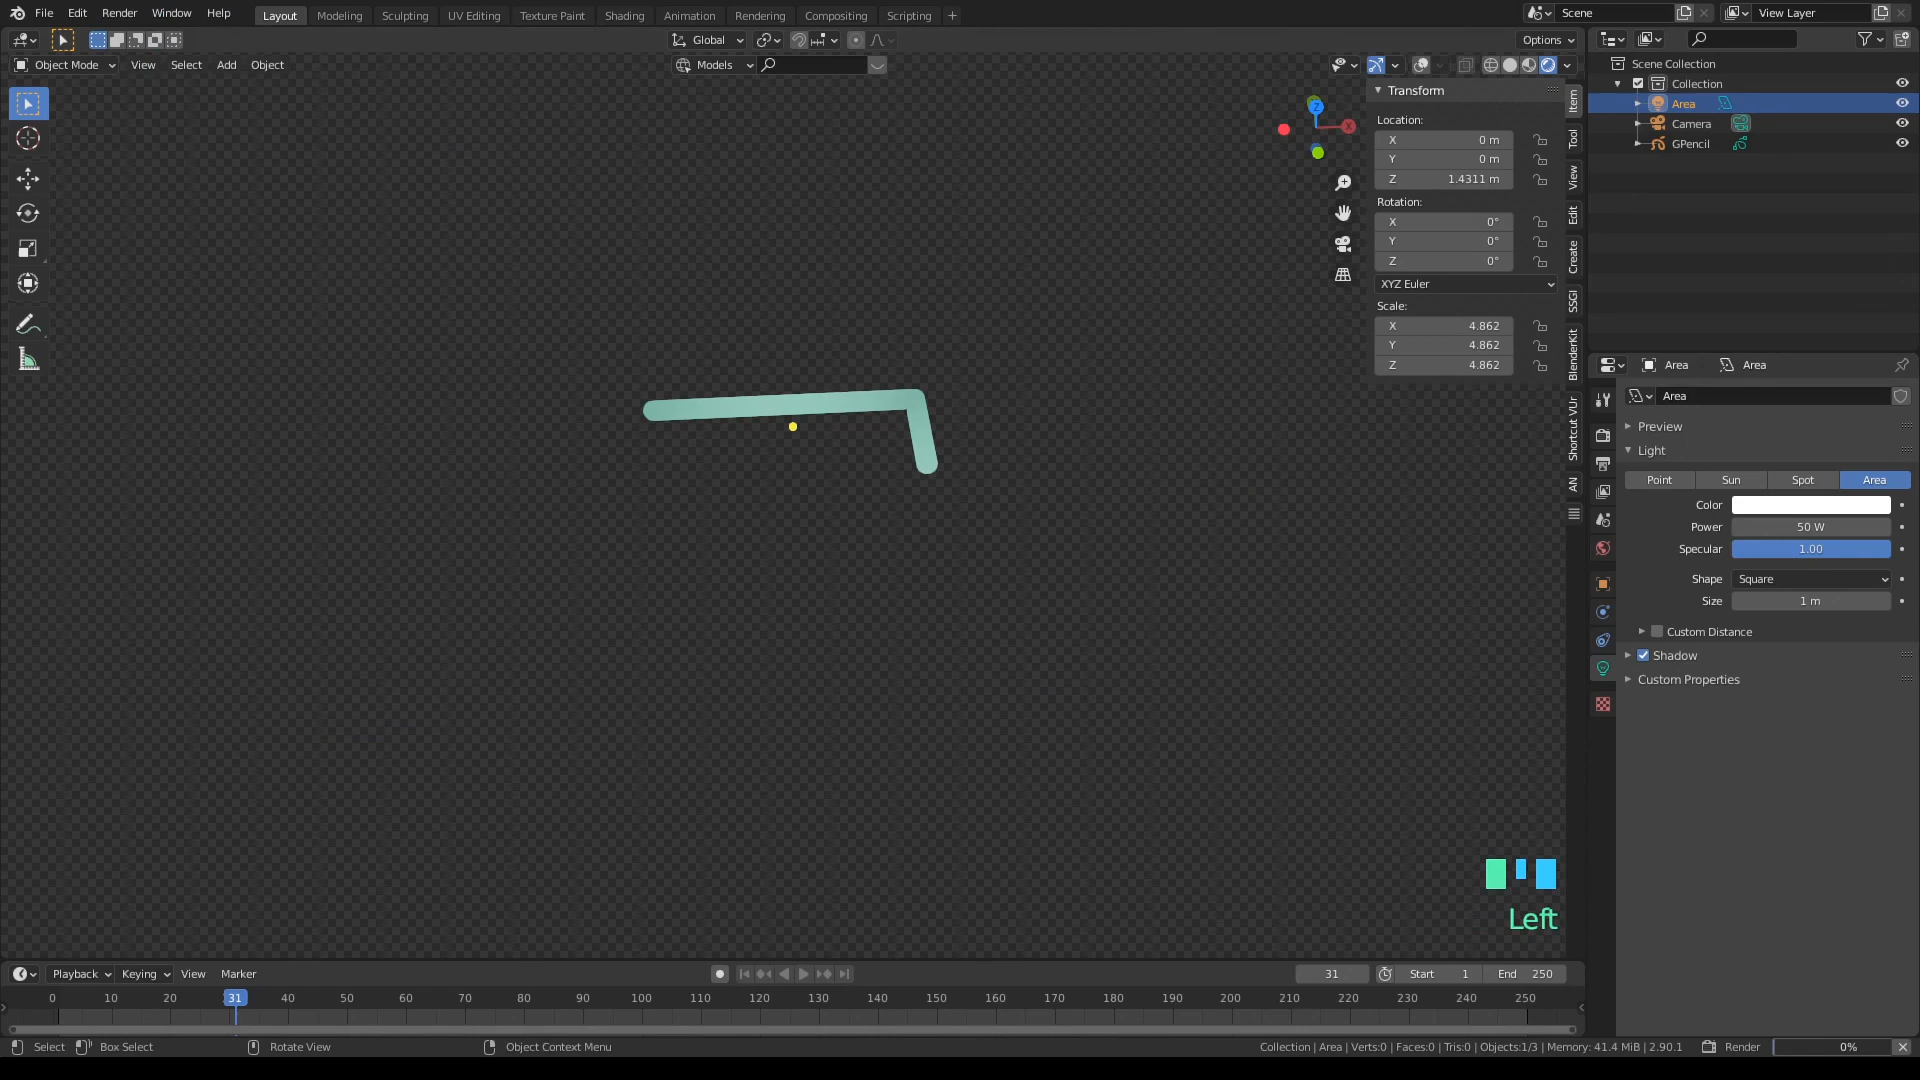 File Edit Render Window Help Layout Modeling Sculpting UV Editing Texture Paint Shading Animation Rendering Compositing Scripting + Scene View Layer
Global Options
Object Mode View Select Add Object Models
Scene Collection
Collection
Area
Camera
GPencil
Transform
Location:
X 0 m
Y 0 m
Z 1.4311 m
Rotation:
X 0°
Y 0°
Z 0°
XYZ Euler
Scale:
X 4.862
Y 4.862
Z 4.862
Z
X
Item
Tool
View
Edit
Create
SSGI
BlenderKit
Shortcut VUr
AN
Area Area
Area
Preview
Light
Point Sun Spot Area
Color
Power 50 W
Specular 1.00
Shape Square
Size 1 m
Custom Distance
Shadow
Custom Properties
Left
Playback Keying View Marker 31 Start 1 End 250
0 10 20 31 40 50 60 70 80 90 100 110 120 130 140 150 160 170 180 190 200 210 220 230 240 250
Select Box Select Rotate View Object Context Menu Collection | Area | Verts:0 | Faces:0 | Tris:0 | Objects:1/3 | Memory: 41.4 MiB | 2.90.1 Render 0%